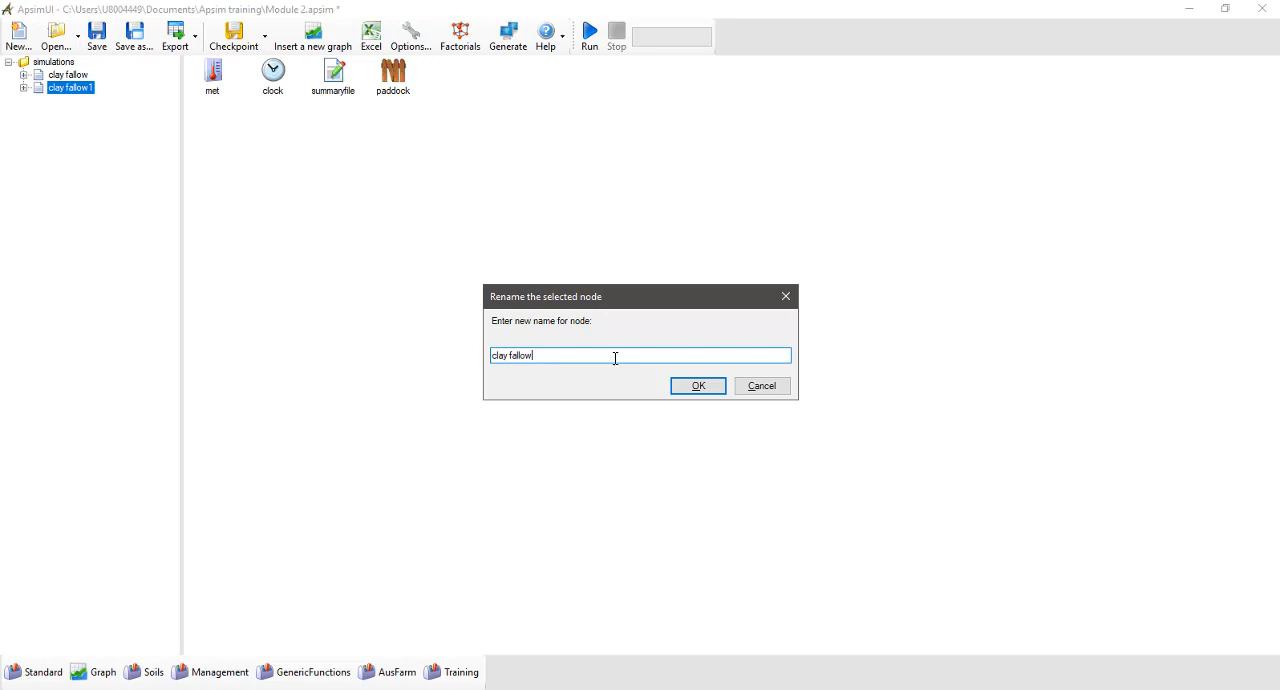 ApsimUI - C:\Users\U8004449\Documents\Apsim training\Module 2.apsim *
New... Open... Save Save as... Export Checkpoint Insert a new graph Excel Options... Factorials Generate Help Run Stop
simulations
clay fallow
clay fallow1
met clock summaryfile paddock
Rename the selected node
Enter new name for node:
clay fallow
OK Cancel
Standard Graph Soils Management GenericFunctions AusFarm Training